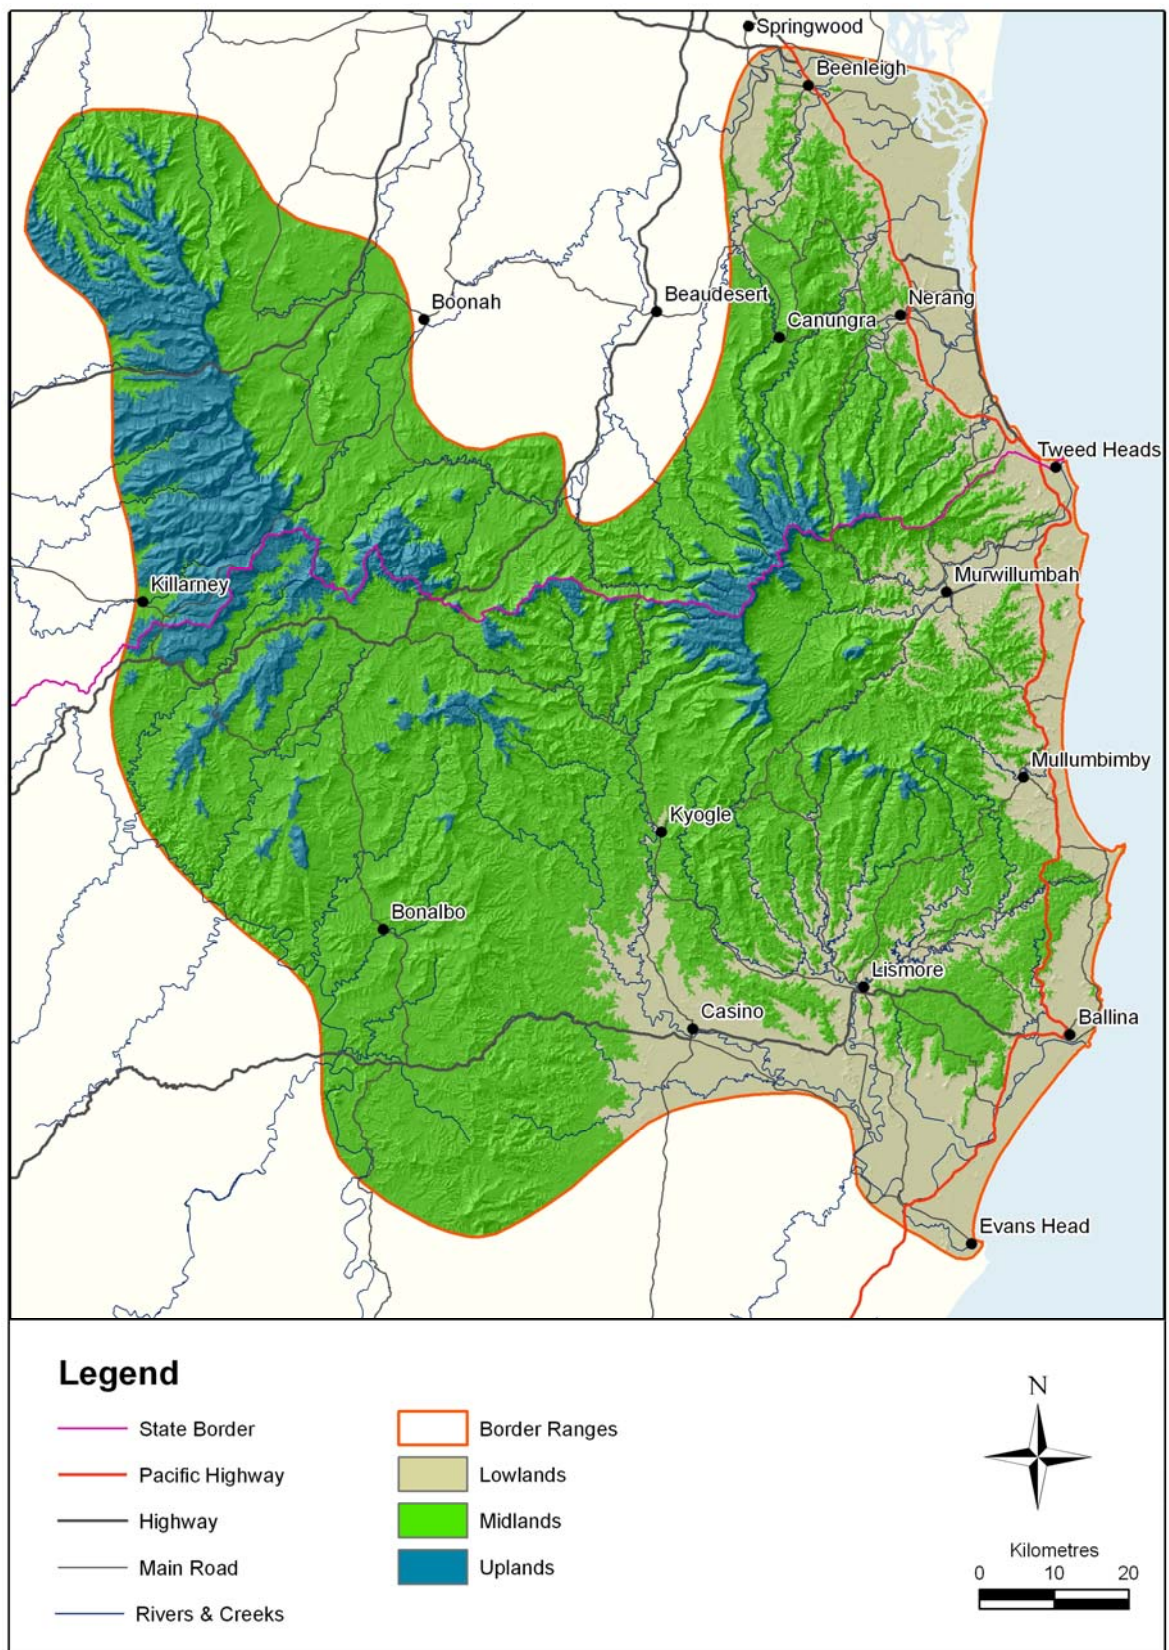 Springwood
Beenleigh
Boonah
Beaudesert
Nerang
Canungra
Tweed Heads
Killarney
Murwillumbah
Mullumbimby
Kyogle
Bonalbo
Lismore
Casino
Ballina
Evans Head
Legend
State Border
Pacific Highway
Highway
Main Road
Rivers & Creeks
Border Ranges
Lowlands
Midlands
Uplands
N
Kilometres
0 10 20